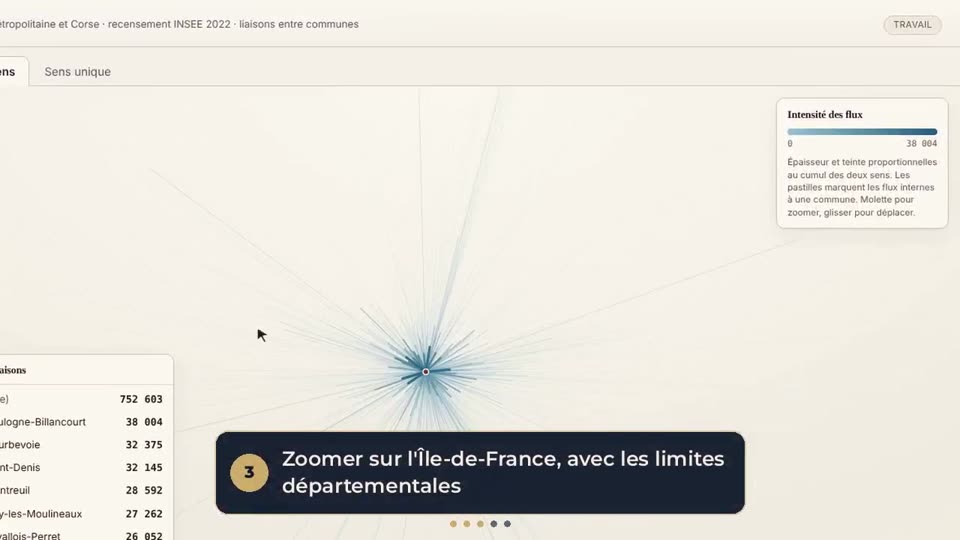 étropolitaine et Corse · recensement INSEE 2022 · liaisons entre communes
TRAVAIL
ens
Sens unique
Intensité des flux
0 38 004
Épaisseur et teinte proportionnelles
au cumul des deux sens. Les
pastilles marquent les flux internes
à une commune. Molette pour
zoomer, glisser pour déplacer.
aisons
e) 752 603
ulogne-Billancourt 38 004
urbevoie 32 375
nt-Denis 32 145
ntreuil 28 592
y-les-Moulineaux 27 262
vallois-Perret 26 052
3
Zoomer sur l'Île-de-France, avec les limites
départementales